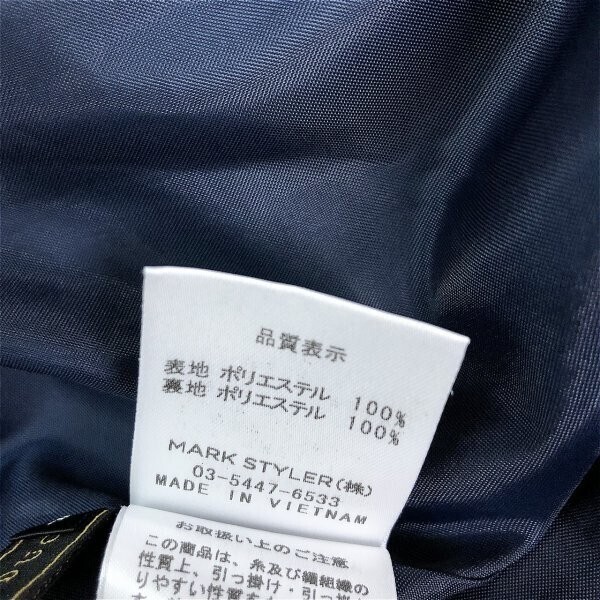 品質表示
表地 ポリエステル 100%
裏地 ポリエステル 100%
MARK STYLER(株)
03-5447-6533
MADE IN VIETNAM
お取扱い上のご注意
この商品は、糸及び繊維組織の
性質上、引っ掛け・引っ
りやすい性質を